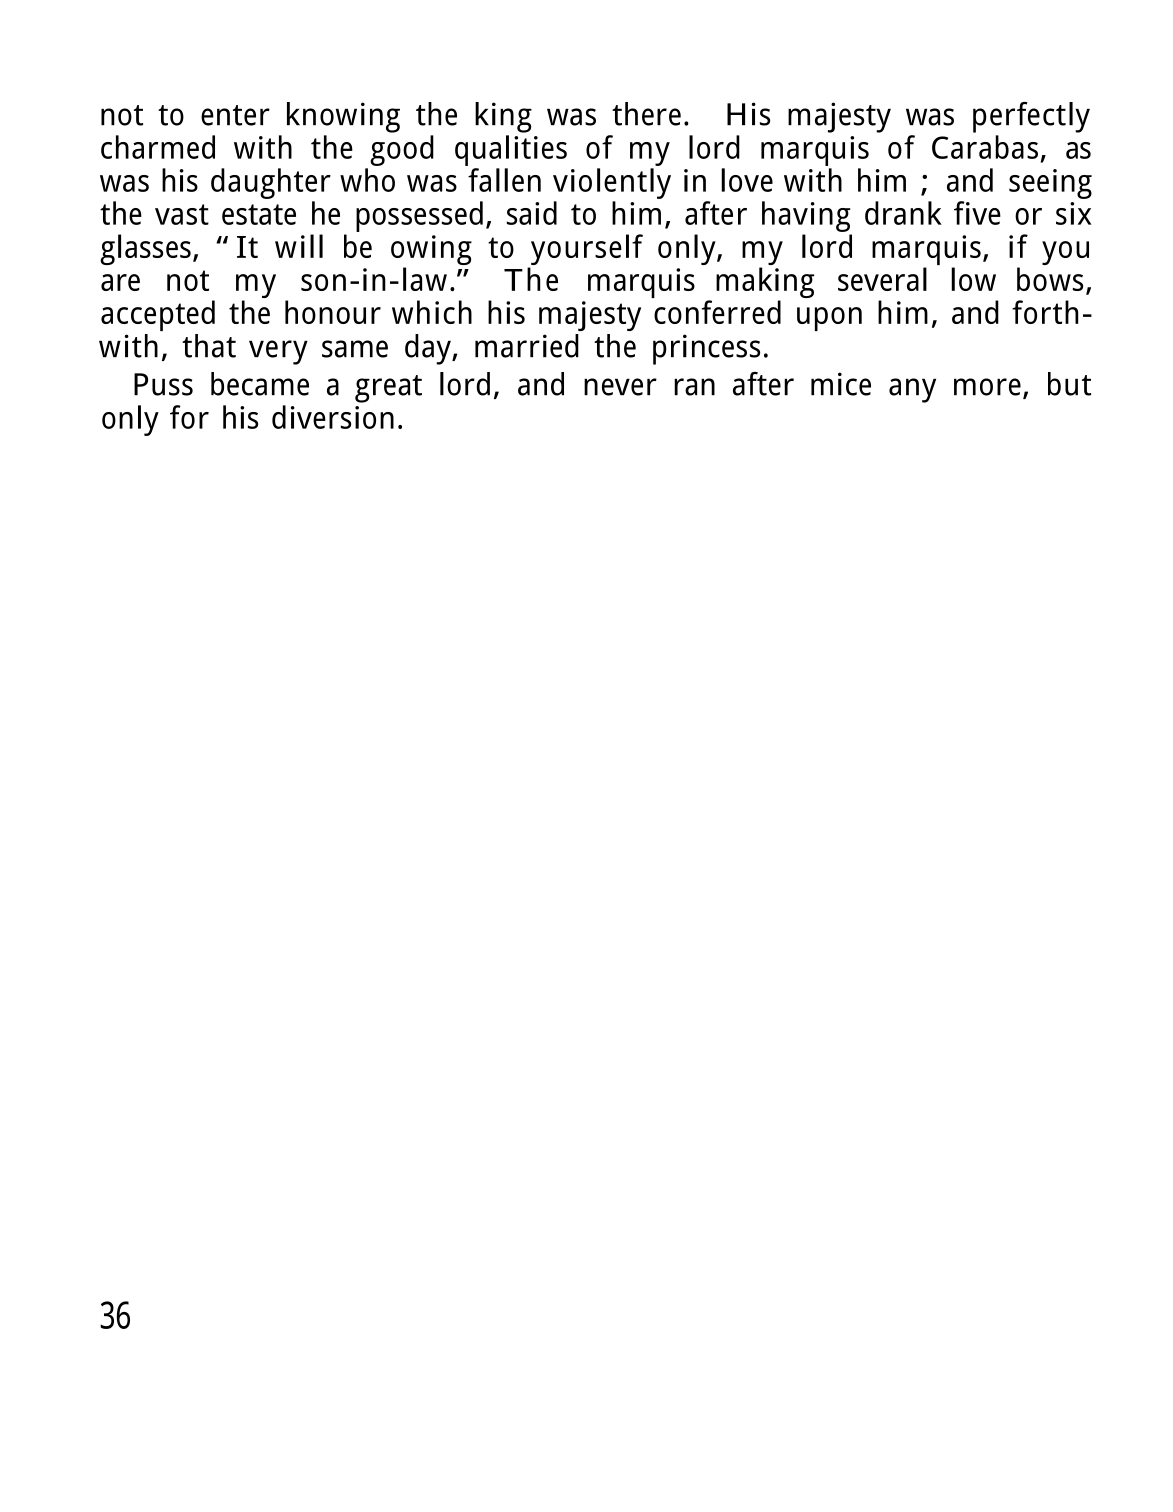 not to enter knowing the king was there. His majesty was perfectly
charmed with the good qualities of my lord marquis of Carabas, as
was his daughter who was fallen violently in love with him ; and seeing
the vast estate he possessed, said to him, after having drank five or six
glasses, “ It will be owing to yourself only, my lord marquis, if you
are not my son-in-law.” The marquis making several low bows,
accepted the honour which his majesty conferred upon him, and forth-
with, that very same day, married the princess.
Puss became a great lord, and never ran after mice any more, but
only for his diversion.
36